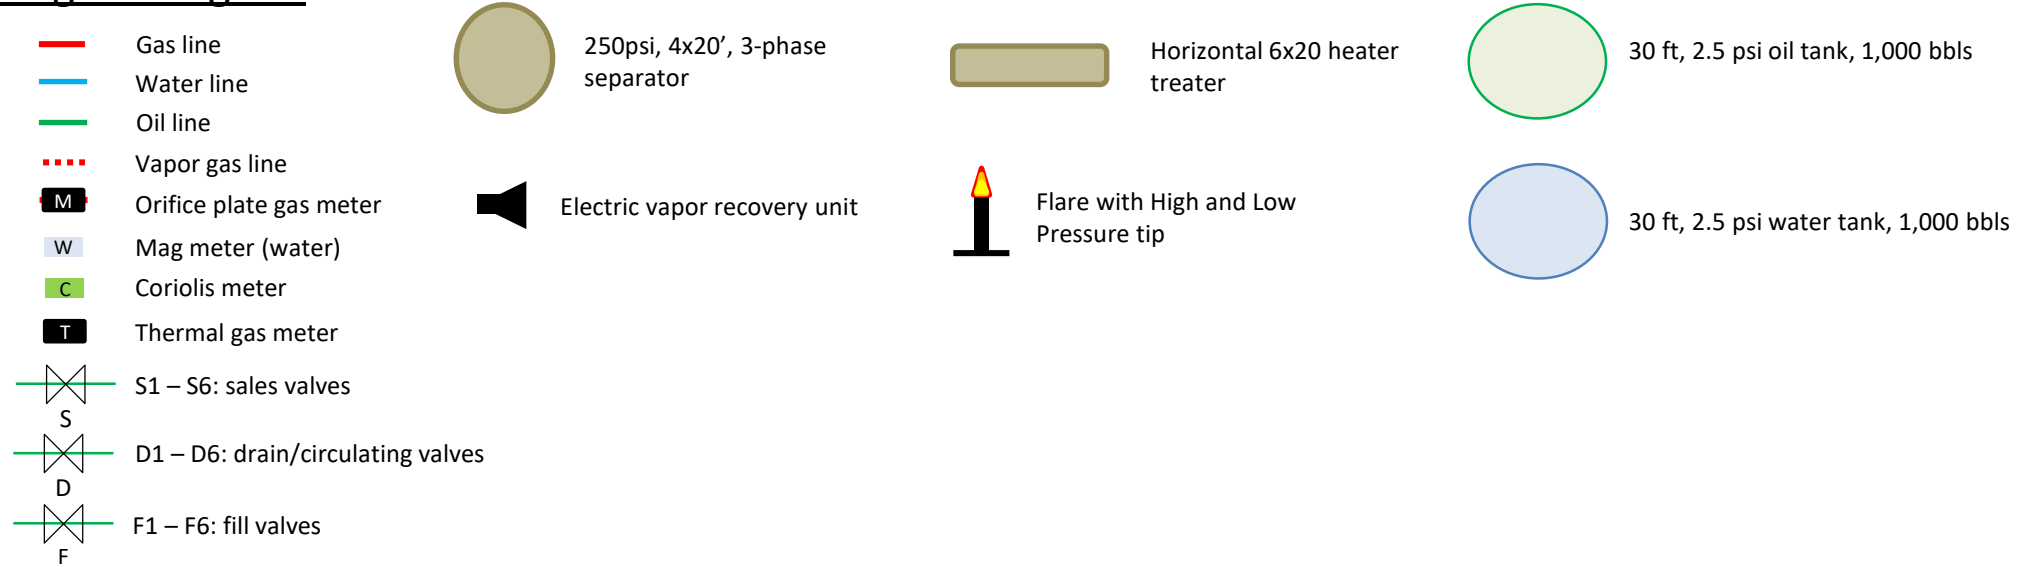 Gas line
Water line
Oil line
Vapor gas line
M
Orifice plate gas meter
W
Mag meter (water)
C
Coriolis meter
T
Thermal gas meter
S1 – S6: sales valves
S
D1 – D6: drain/circulating valves
D
F1 – F6: fill valves
F
250psi, 4x20’, 3-phase
separator
Electric vapor recovery unit
Horizontal 6x20 heater
treater
Flare with High and Low
Pressure tip
30 ft, 2.5 psi oil tank, 1,000 bbls
30 ft, 2.5 psi water tank, 1,000 bbls